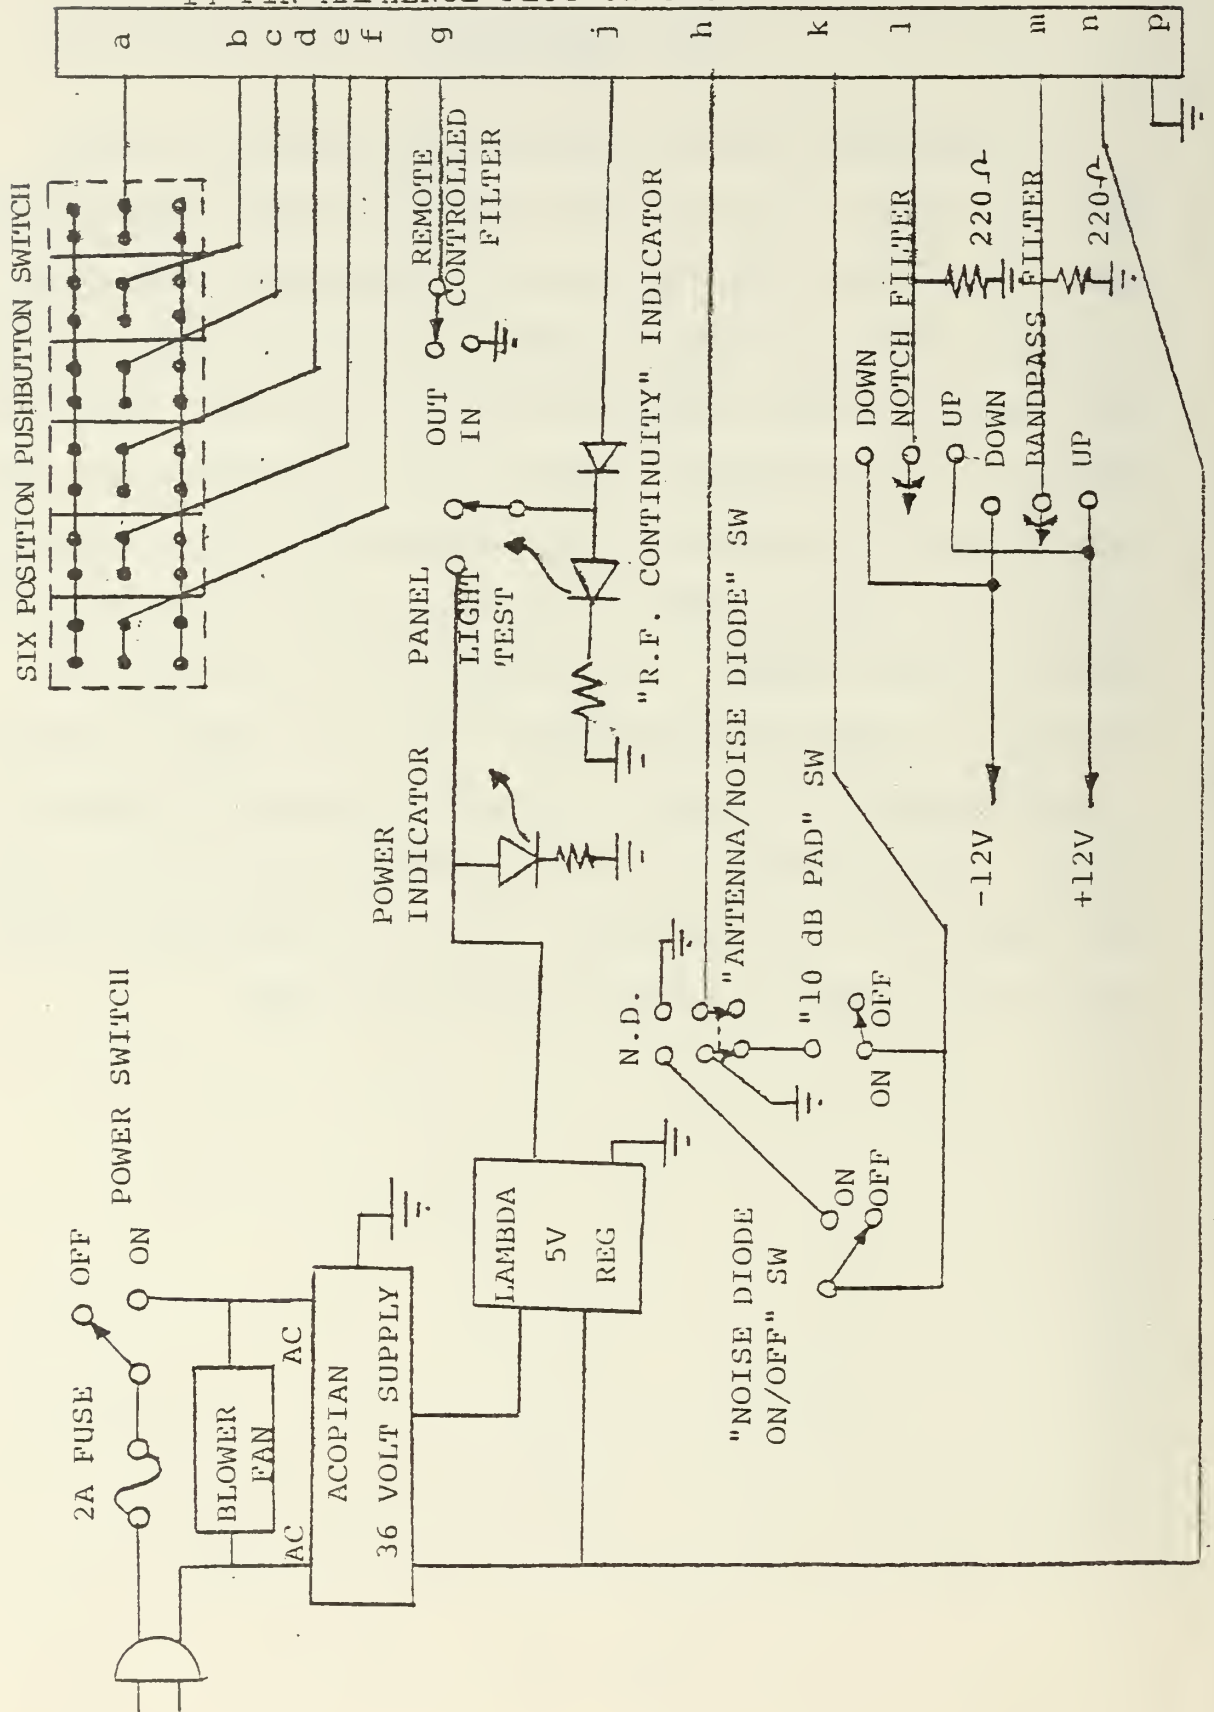 a
b
c
d
e
f
g
j
h
k
l
m
n
p
SIX POSITION PUSHBUTTON SWITCH
REMOTE
CONTROLLED
FILTER
OUT
IN
PANEL
LIGHT
TEST
"R.F. CONTINUITY" INDICATOR
POWER
INDICATOR
POWER SWITCH
OFF
ON
2A FUSE
BLOWER
FAN
AC
AC
ACOPIAN
36 VOLT SUPPLY
LAMBDA
5V
REG
N.D.
"ANTENNA/NOISE DIODE" SW
"10 dB PAD" SW
ON
OFF
"NOISE DIODE
ON/OFF" SW
ON
OFF
DOWN
NOTCH FILTER
UP
220Ω
DOWN
BANDPASS FILTER
UP
220Ω
-12V
+12V